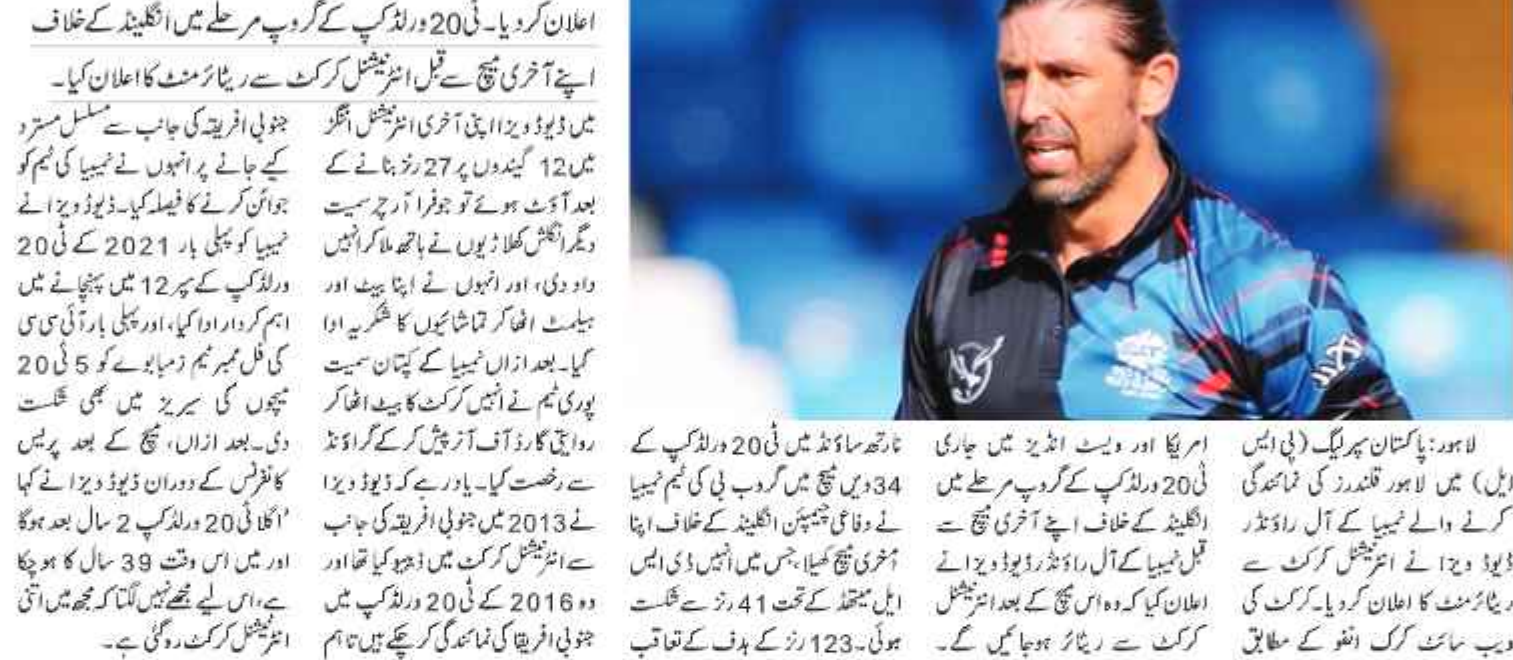 اعلان کردیا۔ ٹی20 ورلڈ کپ کے گروپ مرحلے میں انگلینڈ کے خلاف
اپنے آخری میچ سے قبل انٹرنیشنل کرکٹ سے ریٹائرمنٹ کا اعلان کیا۔
لاہور: پاکستان سپر لیگ (پی ایس
ایل) میں لاہور قلندرز کی نمائندگی
کرنے والے نمیبیا کے آل راؤنڈر
ڈیوڈ ویزا نے انٹرنیشنل کرکٹ سے
ریٹائرمنٹ کا اعلان کردیا۔ کرکٹ کی
ویب سائٹ کرک انفو کے مطابق
امریکا اور ویسٹ انڈیز میں جاری
ٹی20 ورلڈ کپ کے گروپ مرحلے میں
انگلینڈ کے خلاف اپنے آخری میچ سے
قبل نمیبیا کے آل راؤنڈر ڈیوڈ ویزا نے
اعلان کیا کہ وہ اس میچ کے بعد انٹرنیشنل
کرکٹ سے ریٹائر ہوجائیں گے۔
نارتھ ساؤنڈ میں ٹی20 ورلڈ کپ کے
34ویں میچ میں گروپ بی کی ٹیم نمیبیا
نے دفاعی چیمپئن انگلینڈ کے خلاف اپنا
آخری میچ کھیلا، جس میں انہیں ڈی ایس
ایل میتھڈ کے تحت 41 رنز سے شکست
ہوئی۔ 123 رنز کے ہدف کے تعاقب
میں ڈیوڈ ویزا اپنی آخری انٹرنیشنل اننگز
میں 12 گیندوں پر 27 رنز بنانے کے
بعد آؤٹ ہوئے تو جوفرا آرچر سمیت
دیگر انگلش کھلاڑیوں نے ہاتھ ملا کر انہیں
داد دی، اور انہوں نے اپنا بیٹ اور
ہیلمٹ اٹھا کر تماشائیوں کا شکریہ ادا
کیا۔ بعد ازاں نمیبیا کے کپتان سمیت
پوری ٹیم نے انہیں کرکٹ کا بیٹ اٹھا کر
روایتی گارڈ آف آنر پیش کرکے گراؤنڈ
سے رخصت کیا۔ یاد رہے کہ ڈیوڈ ویزا
نے 2013 میں جنوبی افریقہ کی جانب
سے انٹرنیشنل کرکٹ میں ڈیبیو کیا تھا اور
وہ 2016 کے ٹی20 ورلڈ کپ میں
جنوبی افریقا کی نمائندگی کرچکے ہیں تاہم
جنوبی افریقہ کی جانب سے مسلسل مسترد
کیے جانے پر انہوں نے نمیبیا کی ٹیم کو
جوائن کرنے کا فیصلہ کیا۔ ڈیوڈ ویزا نے
نمیبیا کو پہلی بار 2021 کے ٹی20
ورلڈ کپ کے سپر 12 میں پہنچانے میں
اہم کردار ادا کیا، اور پہلی بار آئی سی سی
کی فل ممبر ٹیم زمبابوے کو 5 ٹی20
میچوں کی سیریز میں بھی شکست
دی۔ بعد ازاں، میچ کے بعد پریس
کانفرنس کے دوران ڈیوڈ ویزا نے کہا
'اگلا ٹی20 ورلڈ کپ 2 سال بعد ہوگا
اور میں اس وقت 39 سال کا ہوچکا
ہے، اس لیے مجھے نہیں لگتا کہ مجھ میں اتنی
انٹرنیشنل کرکٹ رہ گئی ہے۔